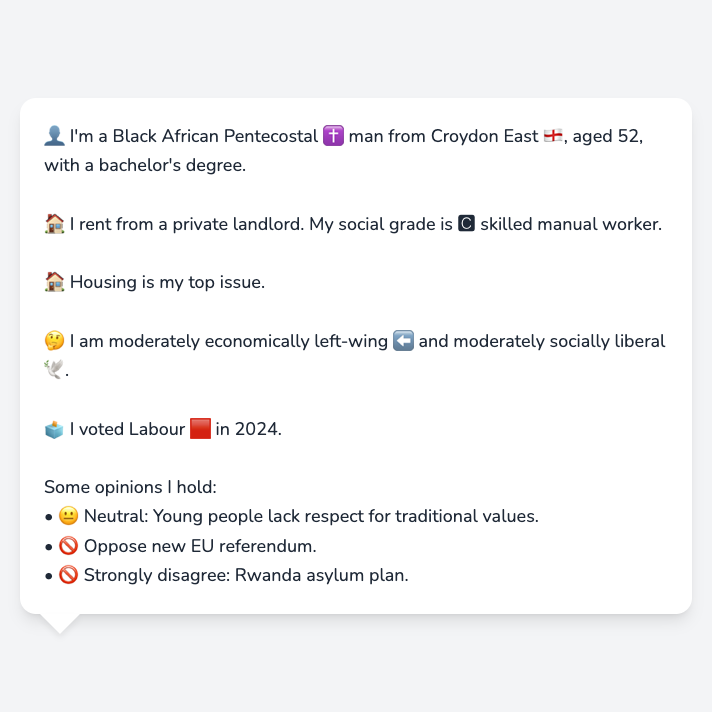 👤 I'm a Black African Pentecostal ✝️ man from Croydon East 🏴󠁧󠁢󠁥󠁮󠁧󠁿, aged 52,
with a bachelor's degree.
🏠 I rent from a private landlord. My social grade is 🅲 skilled manual worker.
🏠 Housing is my top issue.
🤔 I am moderately economically left-wing ⬅️ and moderately socially liberal
🕊️.
🗳️ I voted Labour 🟥 in 2024.
Some opinions I hold:
• 😐 Neutral: Young people lack respect for traditional values.
• 🚫 Oppose new EU referendum.
• 🚫 Strongly disagree: Rwanda asylum plan.